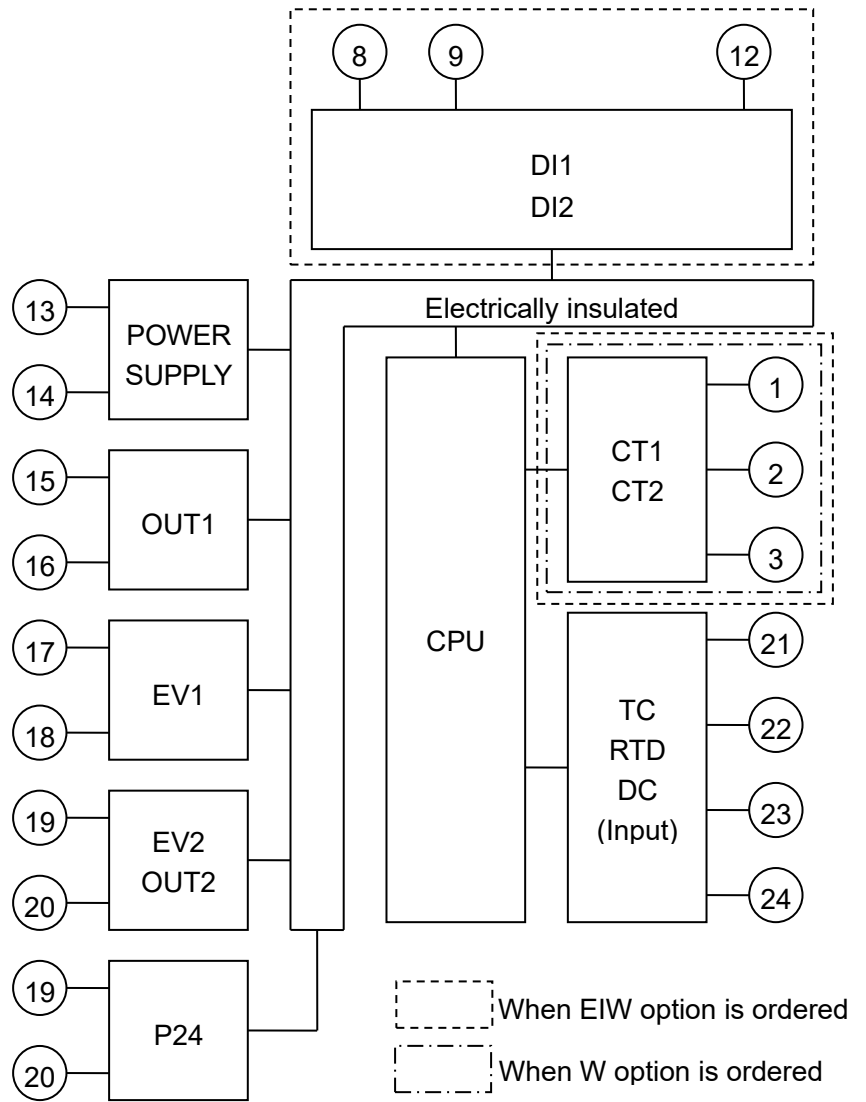 8
9
12
DI1
DI2
Electrically insulated
13
14
POWER
SUPPLY
15
16
OUT1
17
18
EV1
19
20
EV2
OUT2
19
20
P24
CPU
CT1
CT2
1
2
3
TC
RTD
DC
(Input)
21
22
23
24
When EIW option is ordered
When W option is ordered